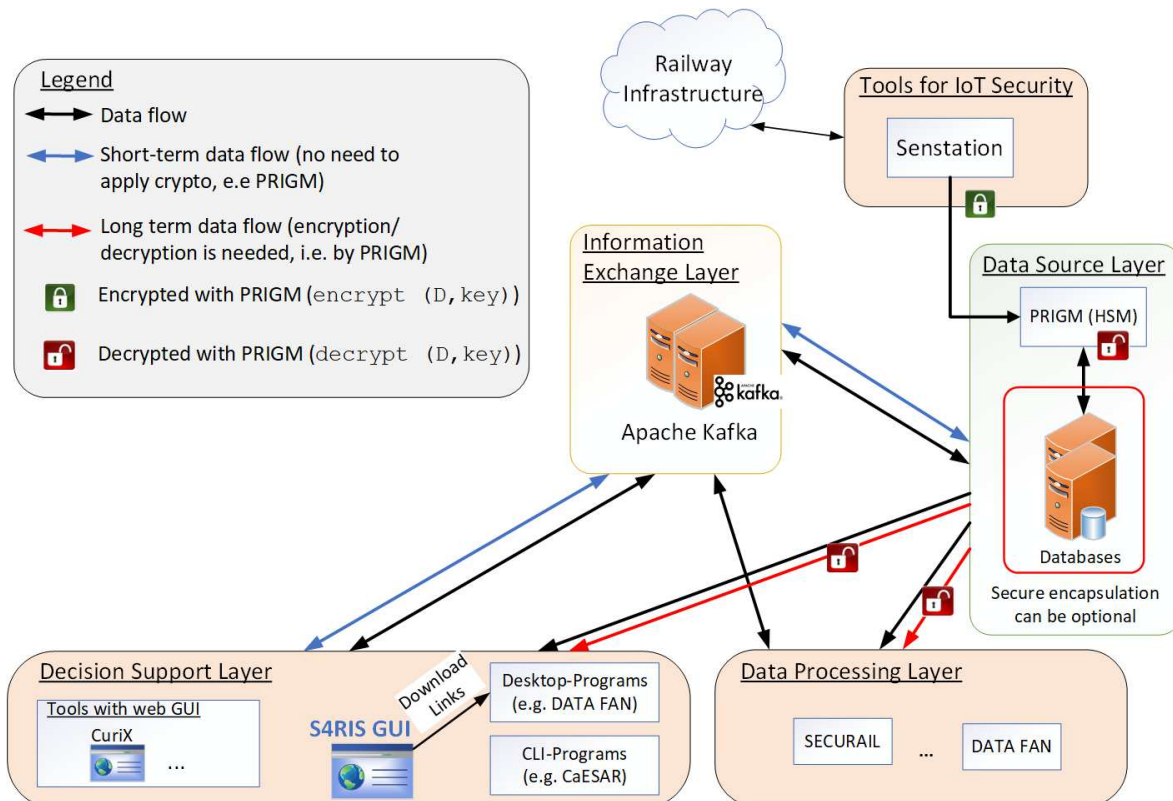 Legend
Data flow
Short-term data flow (no need to
apply crypto, e.e PRIGM)
Long term data flow (encryption/
decryption is needed, i.e. by PRIGM)
Encrypted with PRIGM (encrypt (D,key))
Decrypted with PRIGM (decrypt (D,key))
Railway
Infrastructure
Tools for IoT Security
Senstation
Information
Exchange Layer
APACHE
kafka
Apache Kafka
Data Source Layer
PRIGM (HSM)
Databases
Secure encapsulation
can be optional
Decision Support Layer
Tools with web GUI
CuriX
...
S4RIS GUI
Download
Links
Desktop-Programs
(e.g. DATA FAN)
CLI-Programs
(e.g. CaESAR)
Data Processing Layer
SECURAIL
...
DATA FAN